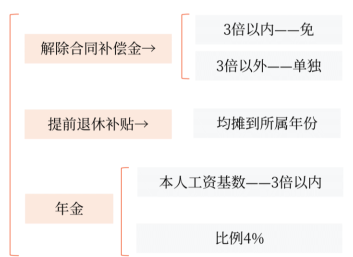 解除合同补偿金→
3倍以内——免
3倍以外——单独
提前退休补贴→
均摊到所属年份
年金
本人工资基数——3倍以内
比例4%